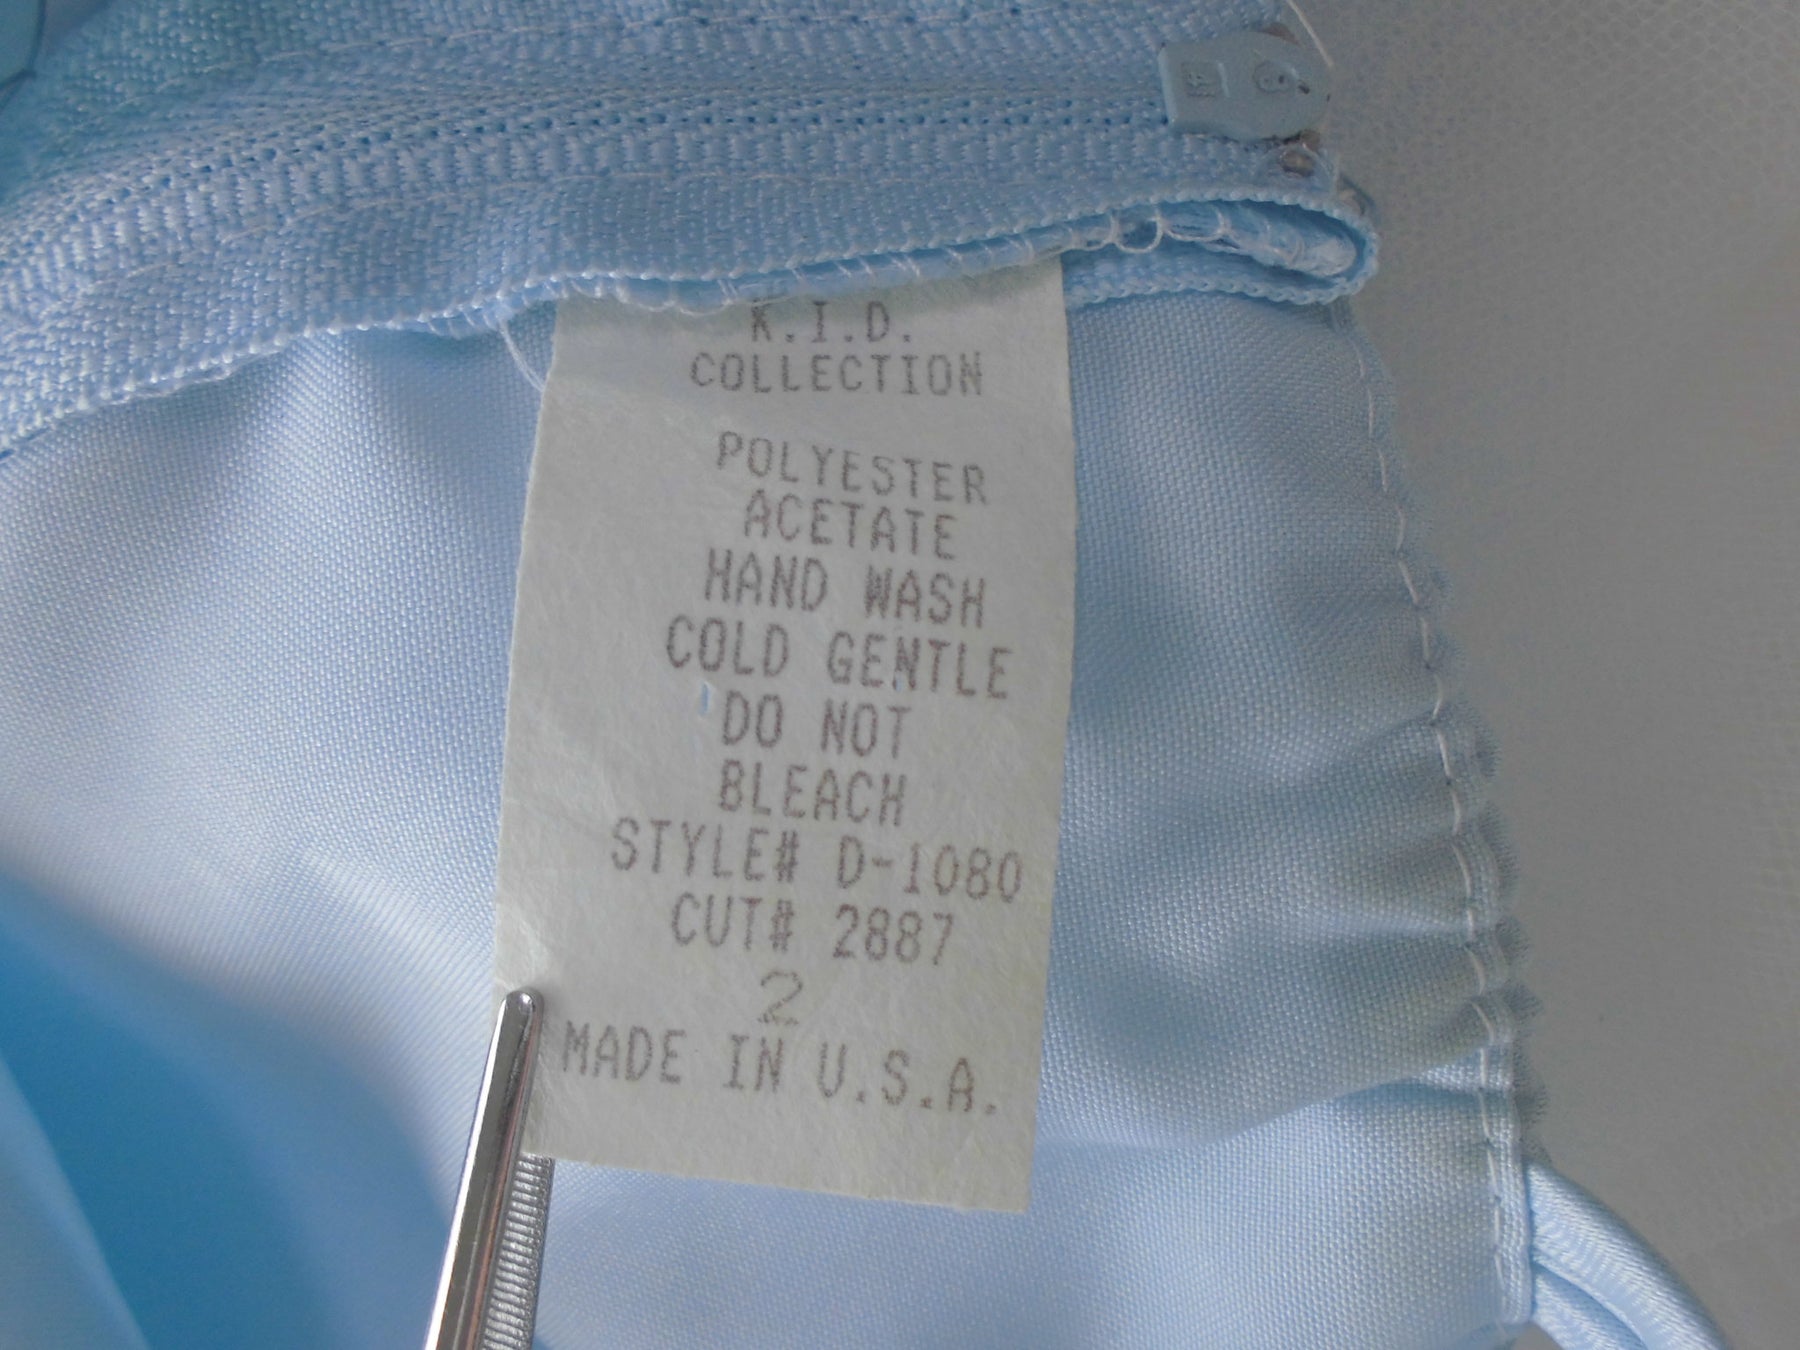 K.I.D.
COLLECTION
POLYESTER
ACETATE
HAND WASH
COLD GENTLE
DO NOT
BLEACH
STYLE# D-1080
CUT# 2887
2
MADE IN U.S.A.